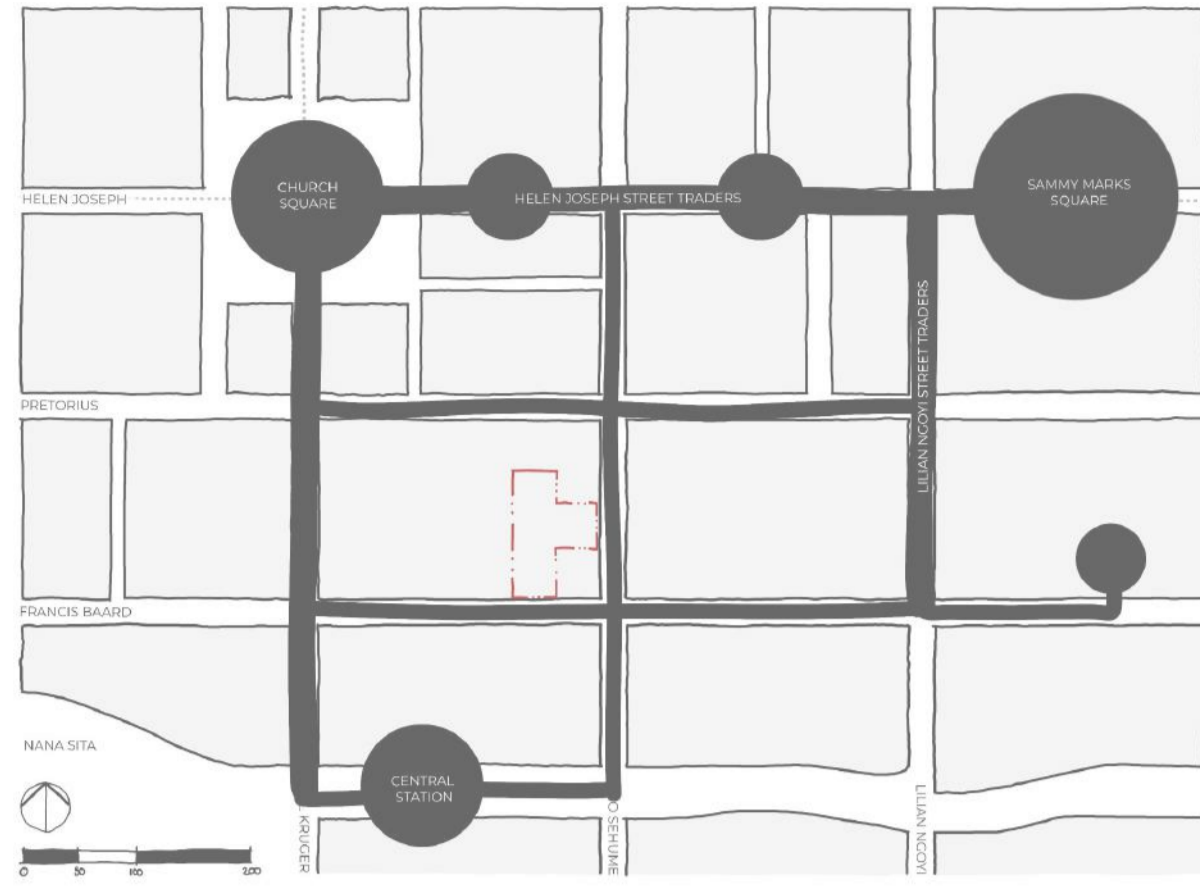 CHURCH
SQUARE
SAMMY MARKS
SQUARE
HELEN JOSEPH
HELEN JOSEPH STREET TRADERS
LILIAN NGOYI STREET TRADERS
PRETORIUS
FRANCIS BAARD
NANA SITA
CENTRAL
STATION
KRUGER
O SEHUME
LILIAN NGOYI
0 50 100 200